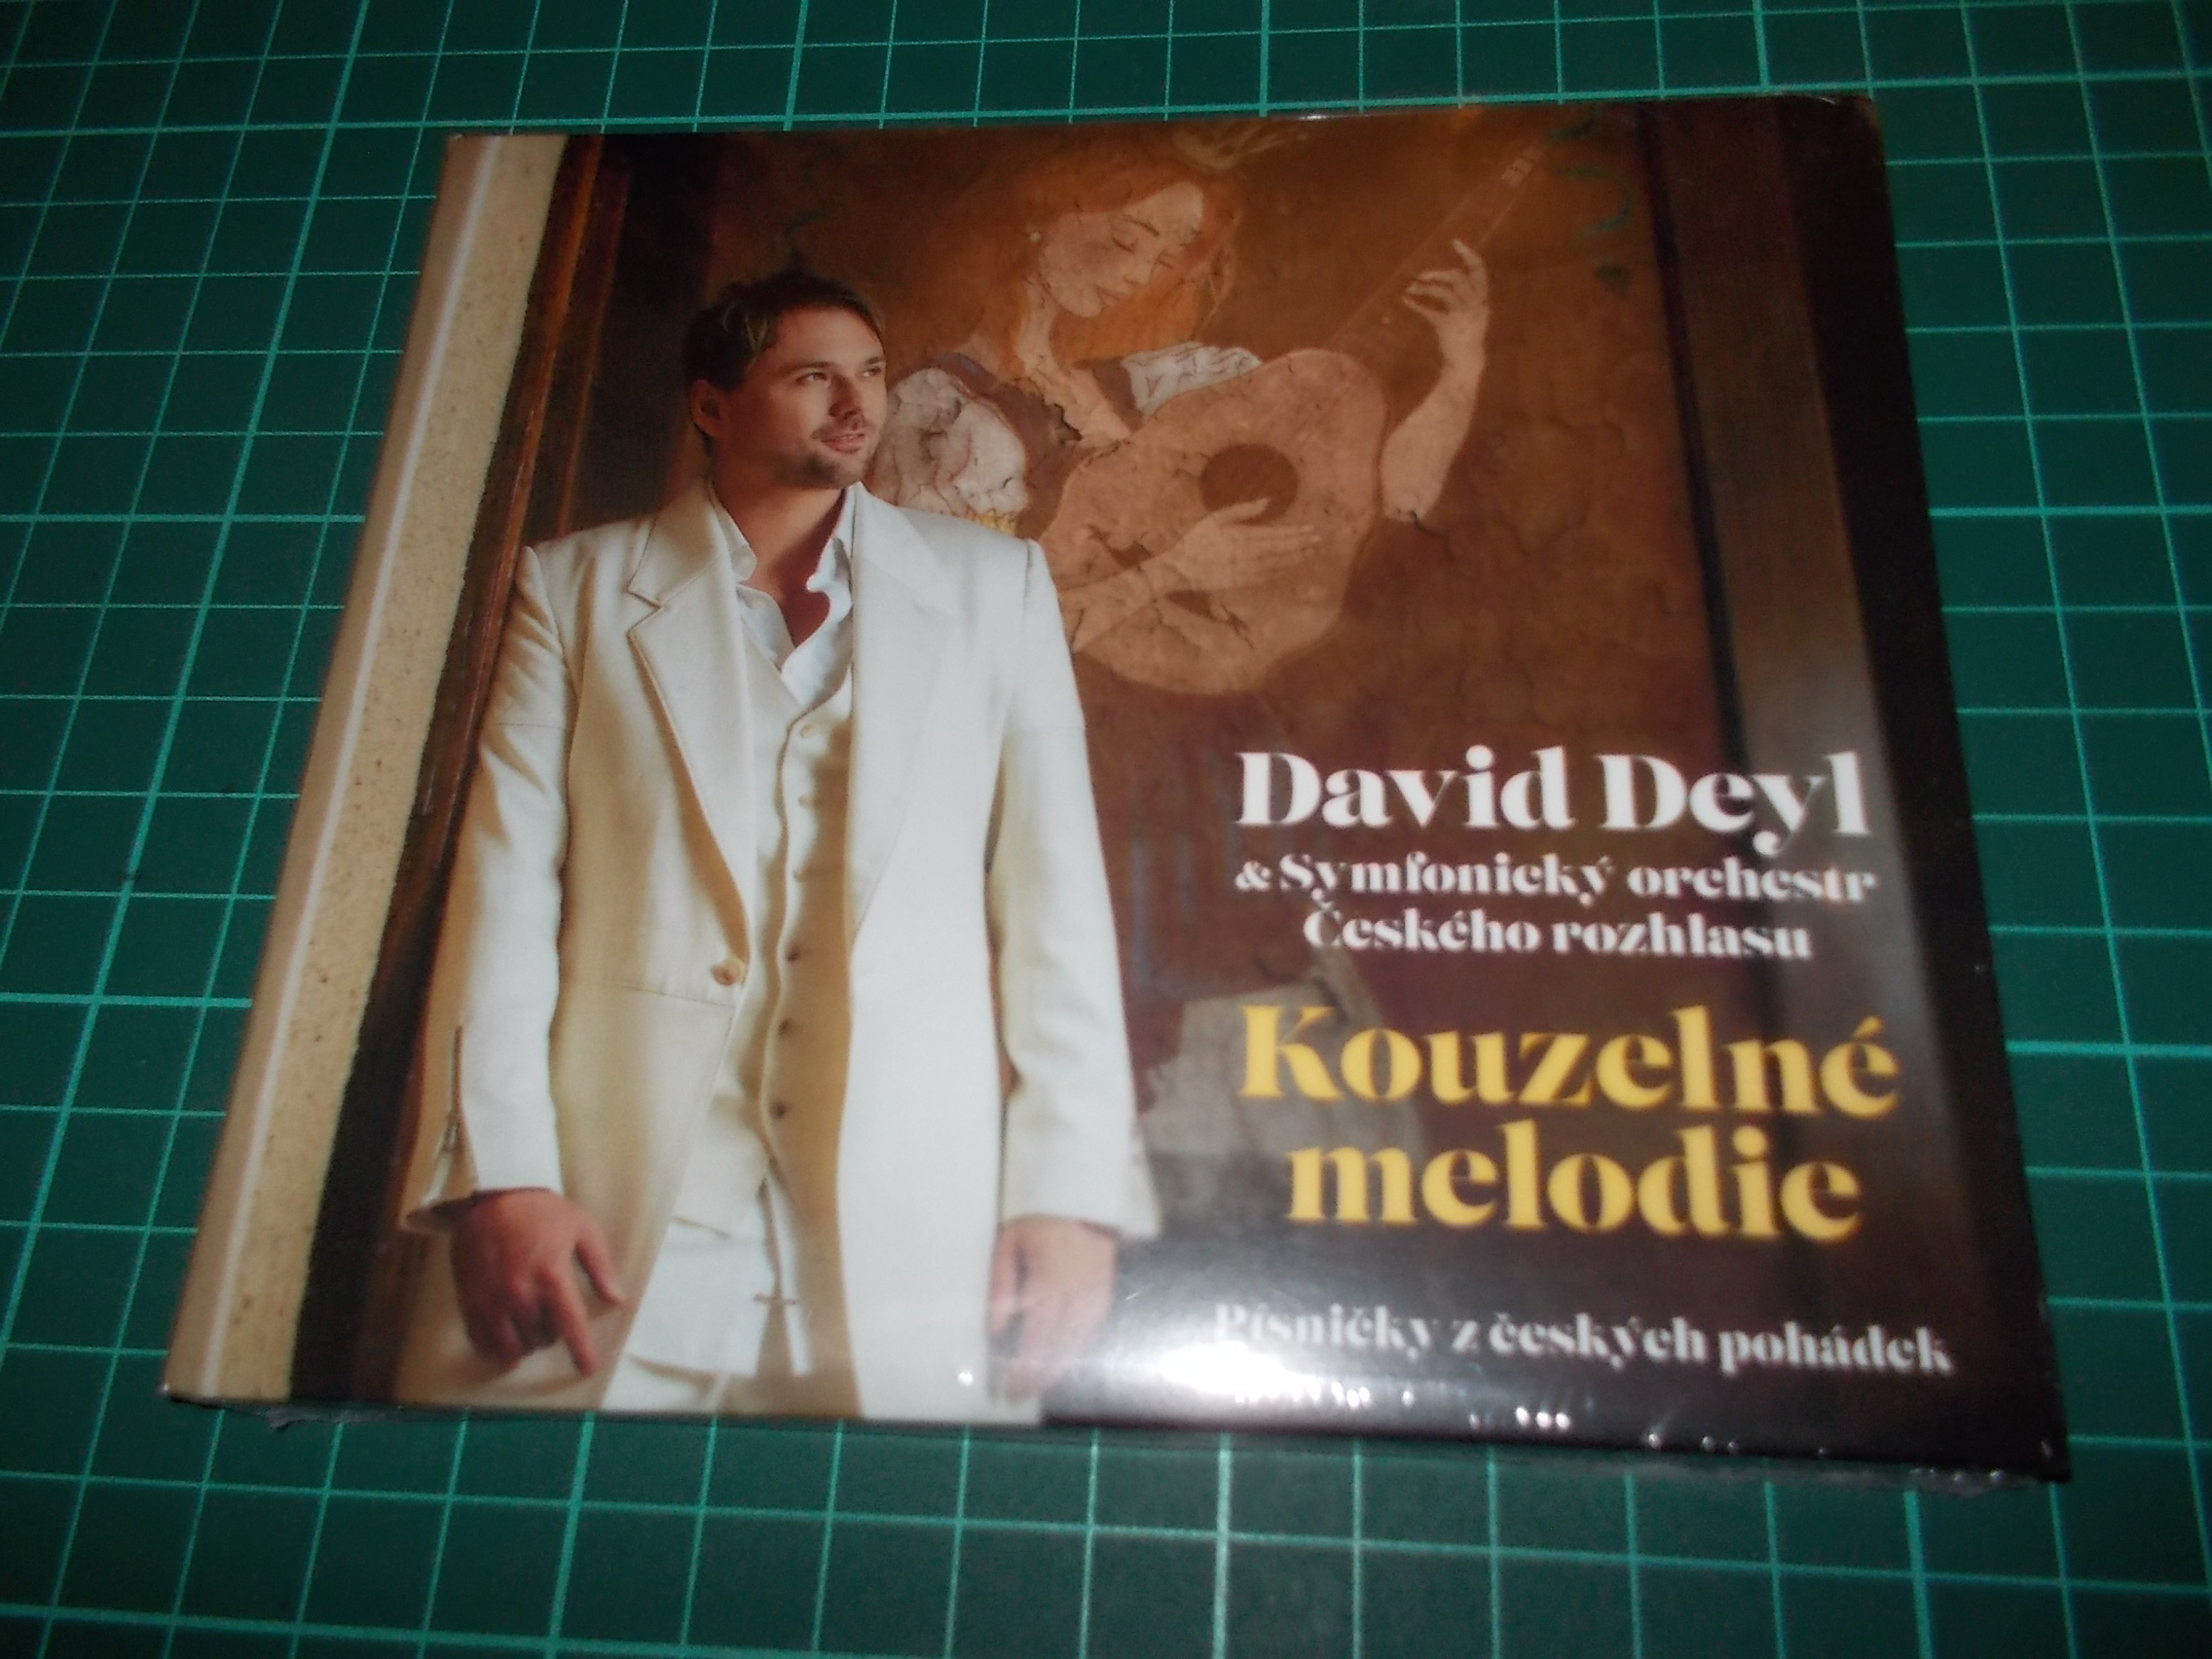 David Deyl
& Symfonický orchestr
Českého rozhlasu
Kouzelné
melodie
Písničky z českých pohádek